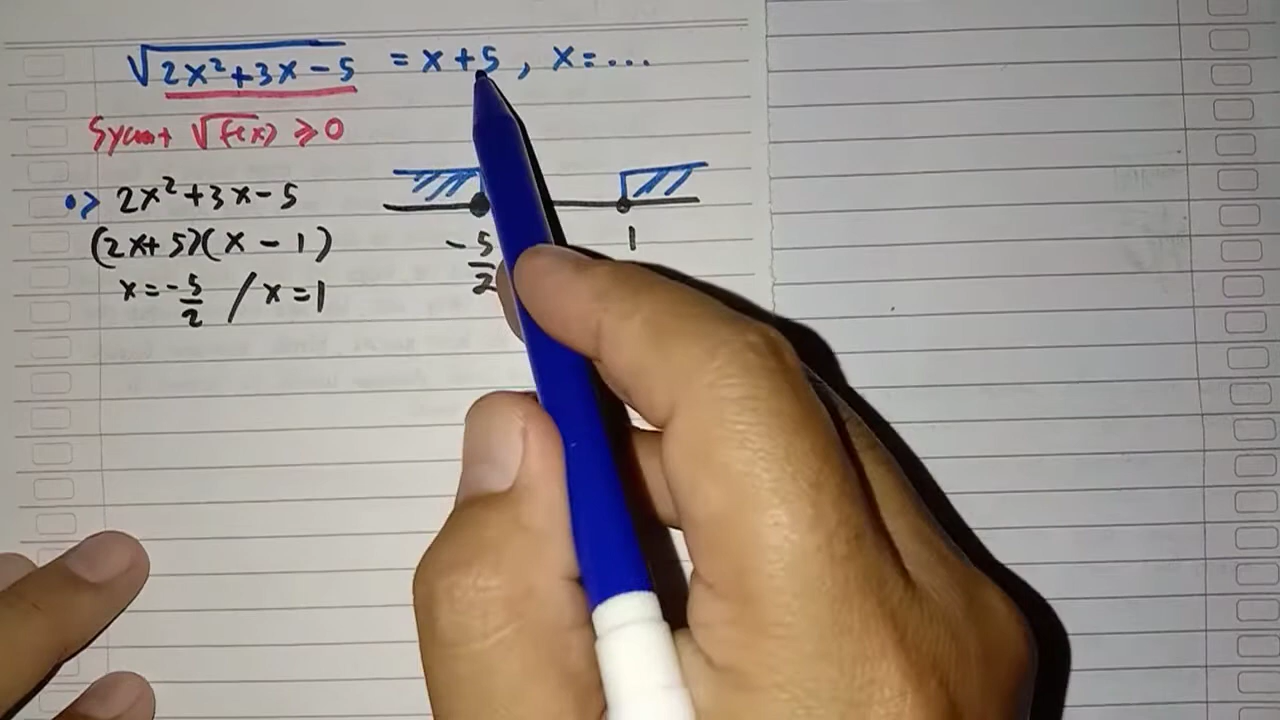 √2x²+3x-5 = x+5, x=...
Syarat √f(x) ≥0
=> 2x²+3x-5
(2x+5)(x-1)
x=-5/2 / x=1
-5/2 1